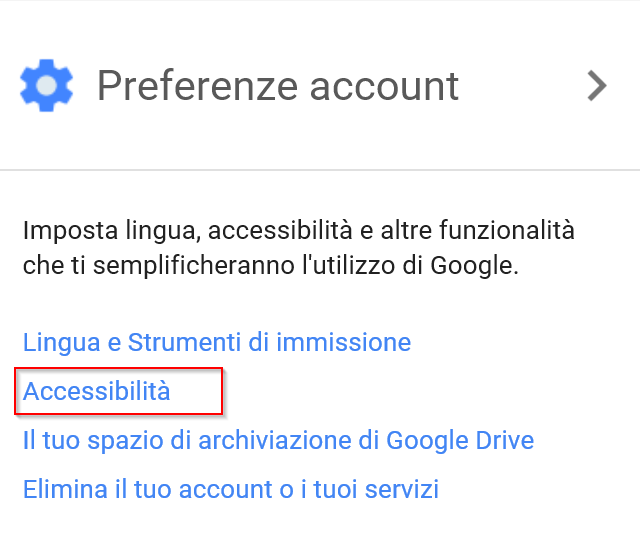 Preferenze account
Imposta lingua, accessibilità e altre funzionalità
che ti semplificheranno l'utilizzo di Google.
Lingua e Strumenti di immissione
Accessibilità
Il tuo spazio di archiviazione di Google Drive
Elimina il tuo account o i tuoi servizi